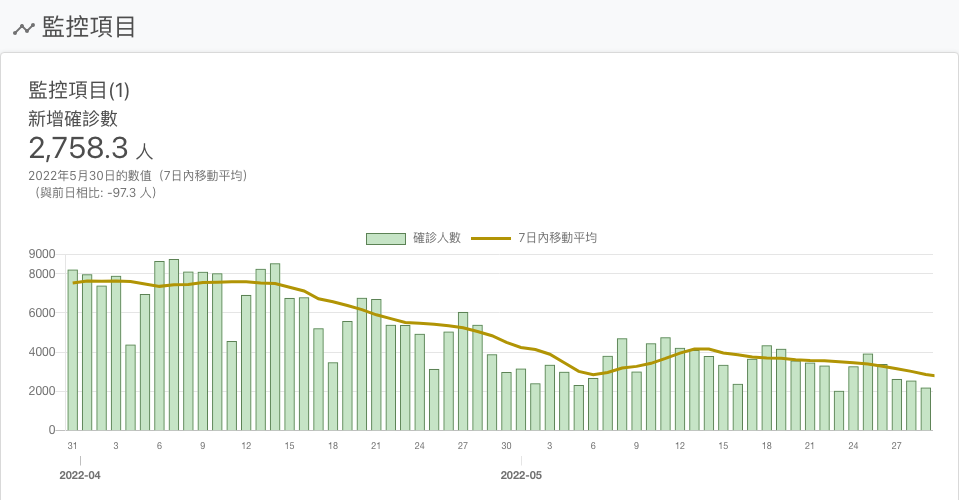 監控項目
監控項目(1)
新增確診數
2,758.3 人
2022年5月30日的數值（7日內移動平均）
（與前日相比: -97.3 人）
確診人數 7日內移動平均
9000
8000
6000
4000
2000
0
31 3 6 9 12 15 18 21 24 27 30 3 6 9 12 15 18 21 24 27
2022-04 2022-05